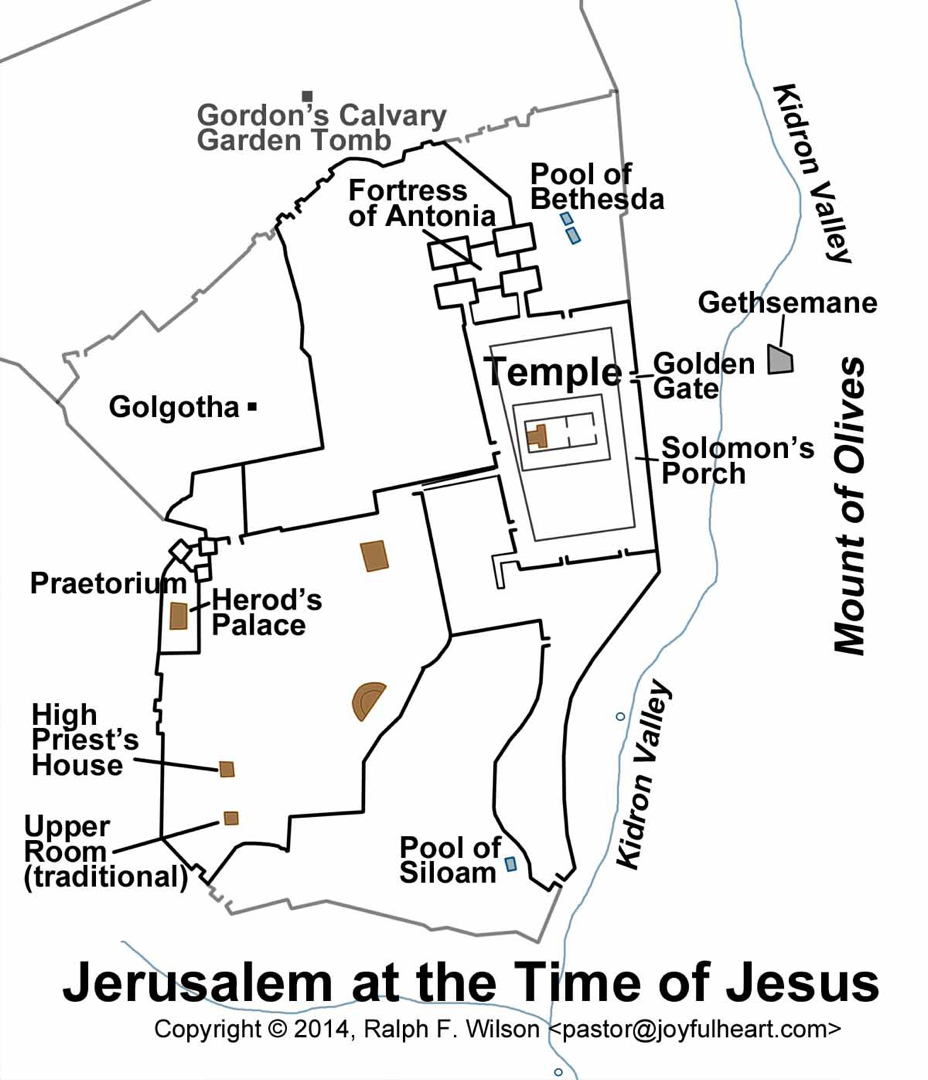 Kidron Valley
Gordon's Calvary
Garden Tomb
Pool of
Bethesda
Fortress
of Antonia
Gethsemane
Temple
Golden
Gate
Golgotha
Solomon's
Porch
Mount of Olives
Praetorium
Herod's
Palace
High
Priest's
House
Kidron Valley
Upper
Room
(traditional)
Pool of
Siloam
Jerusalem at the Time of Jesus
Copyright © 2014, Ralph F. Wilson <pastor@joyfulheart.com>